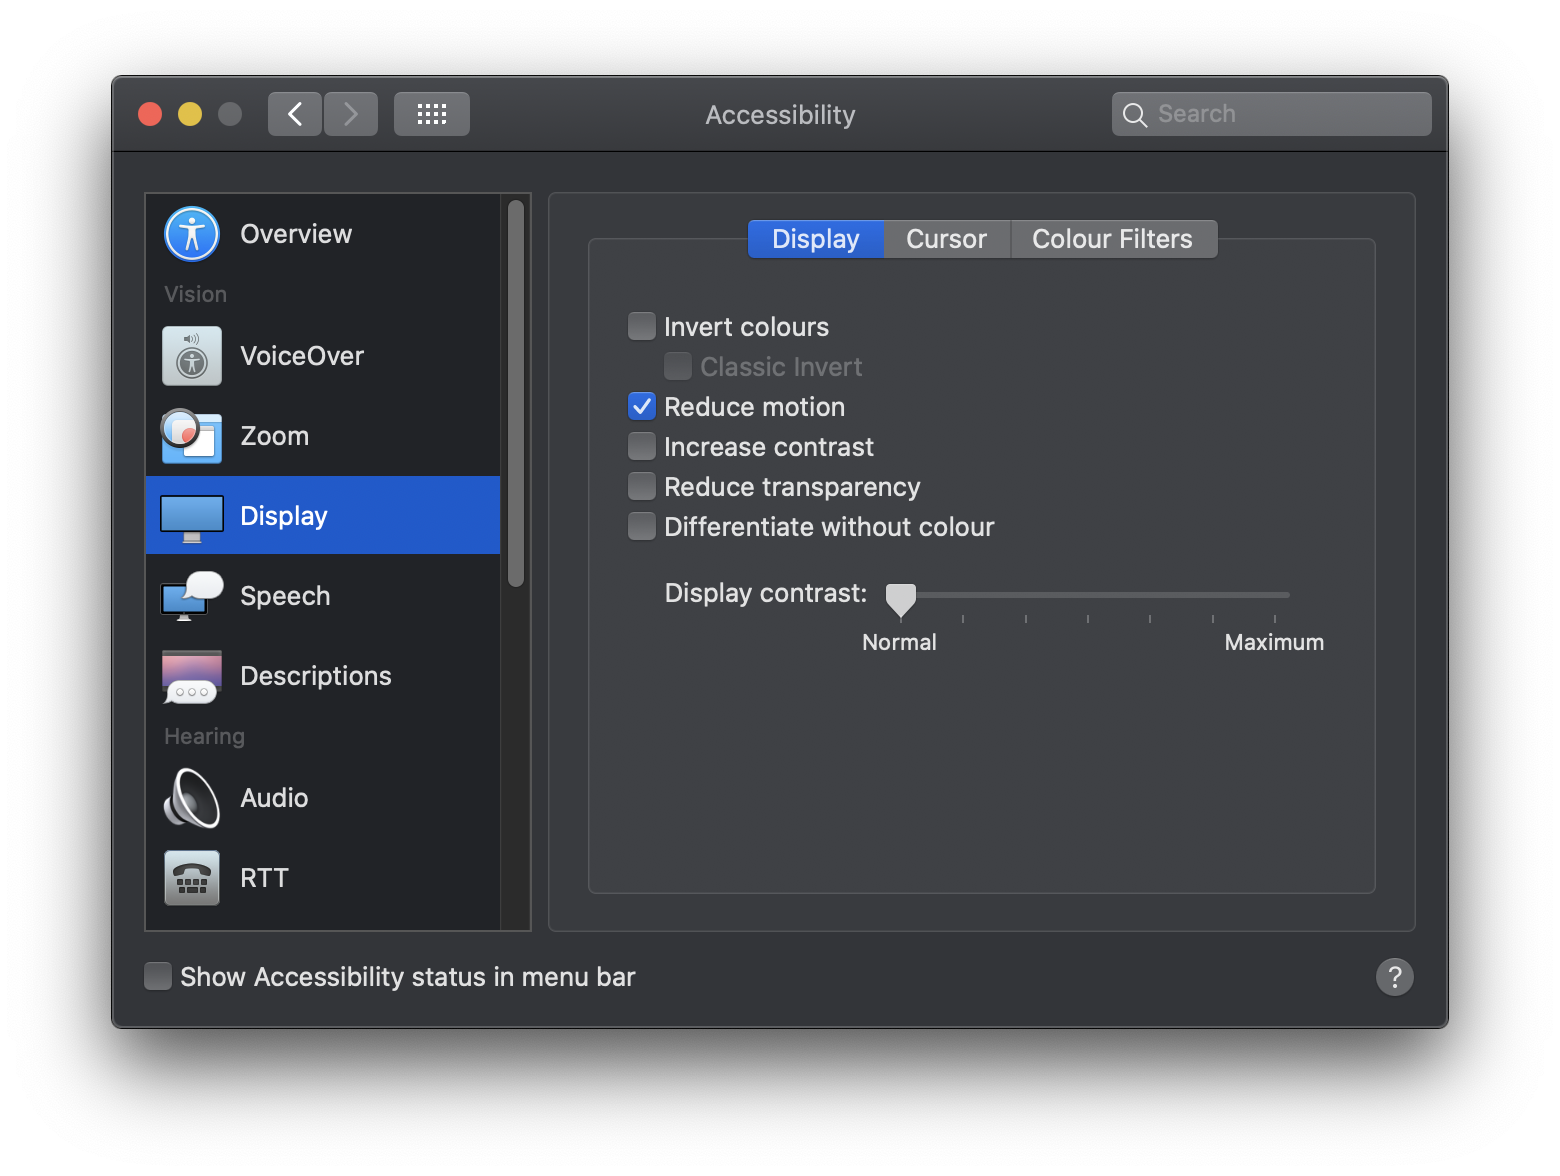 Accessibility
Search
Overview
Vision
VoiceOver
Zoom
Display
Speech
Descriptions
Hearing
Audio
RTT
Display
Cursor
Colour Filters
Invert colours
Classic Invert
Reduce motion
Increase contrast
Reduce transparency
Differentiate without colour
Display contrast:
Normal
Maximum
Show Accessibility status in menu bar
?